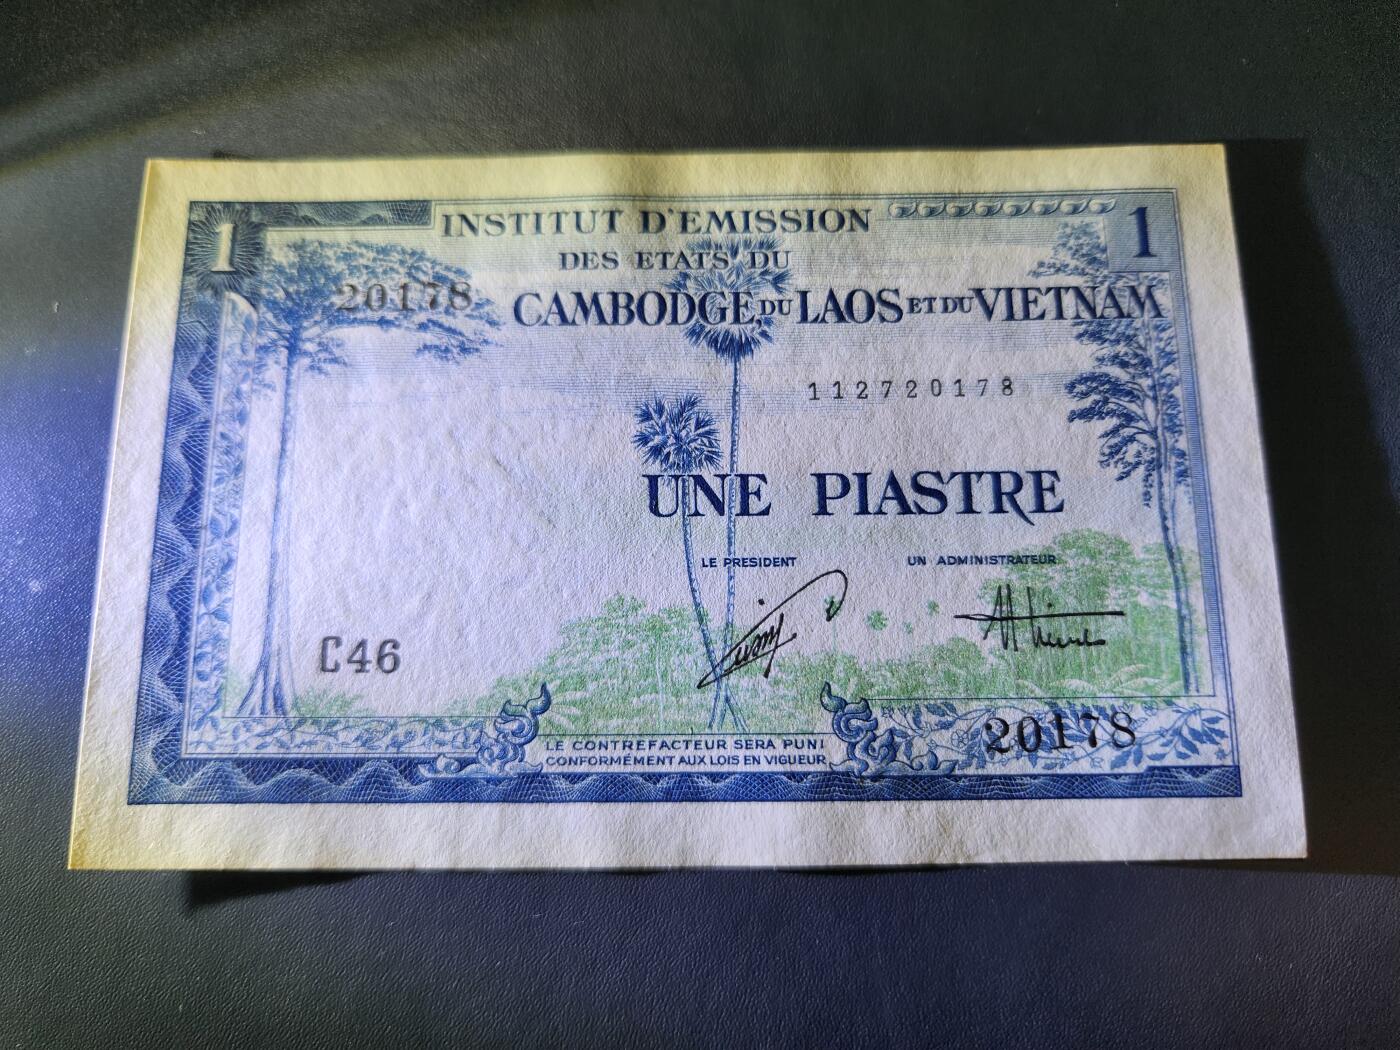 1
INSTITUT D'EMISSION
1
DES ETATS DU
20178
CAMBODGE, DU LAOS ET DU VIETNAM
112720178
UNE PIASTRE
LE PRESIDENT
UN ADMINISTRATEUR
C46
20178
LE CONTREFACTEUR SERA PUNI
CONFORMÉMENT AUX LOIS EN VIGUEUR